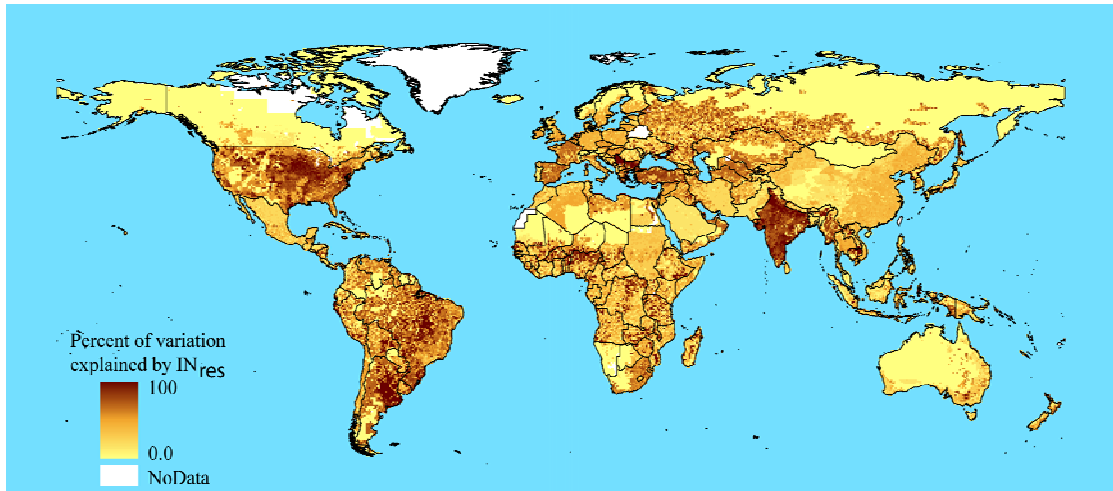 Percent of variation
explained by INres
100
0.0
NoData